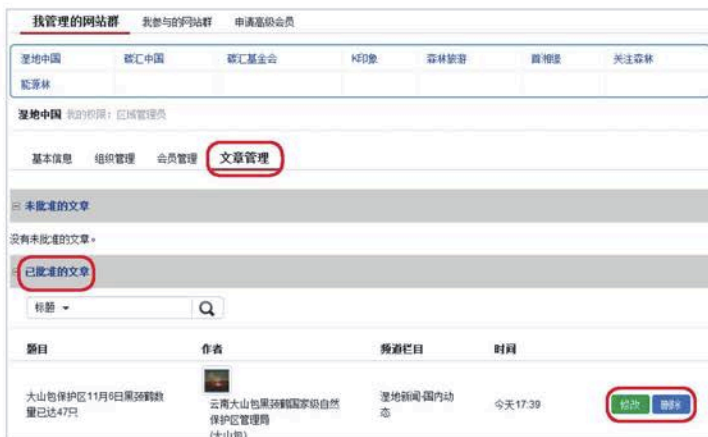 我管理的网站群 我参与的网站群 申请高级会员
湿地中国 碳汇中国 碳汇基金会 K印象 森林旅游 首相缘 关注森林
能源林
湿地中国 我的权限：区域管理员
基本信息 组织管理 会员管理 文章管理
未批准的文章
没有未批准的文章。
已批准的文章
标题
题目 作者 频道栏目 时间
大山包保护区11月6日黑颈鹤数
量已达47只
云南大山包黑颈鹤国家级自然
保护区管理局
(大山包)
湿地新闻-国内动
态
今天17:39
修改 删除